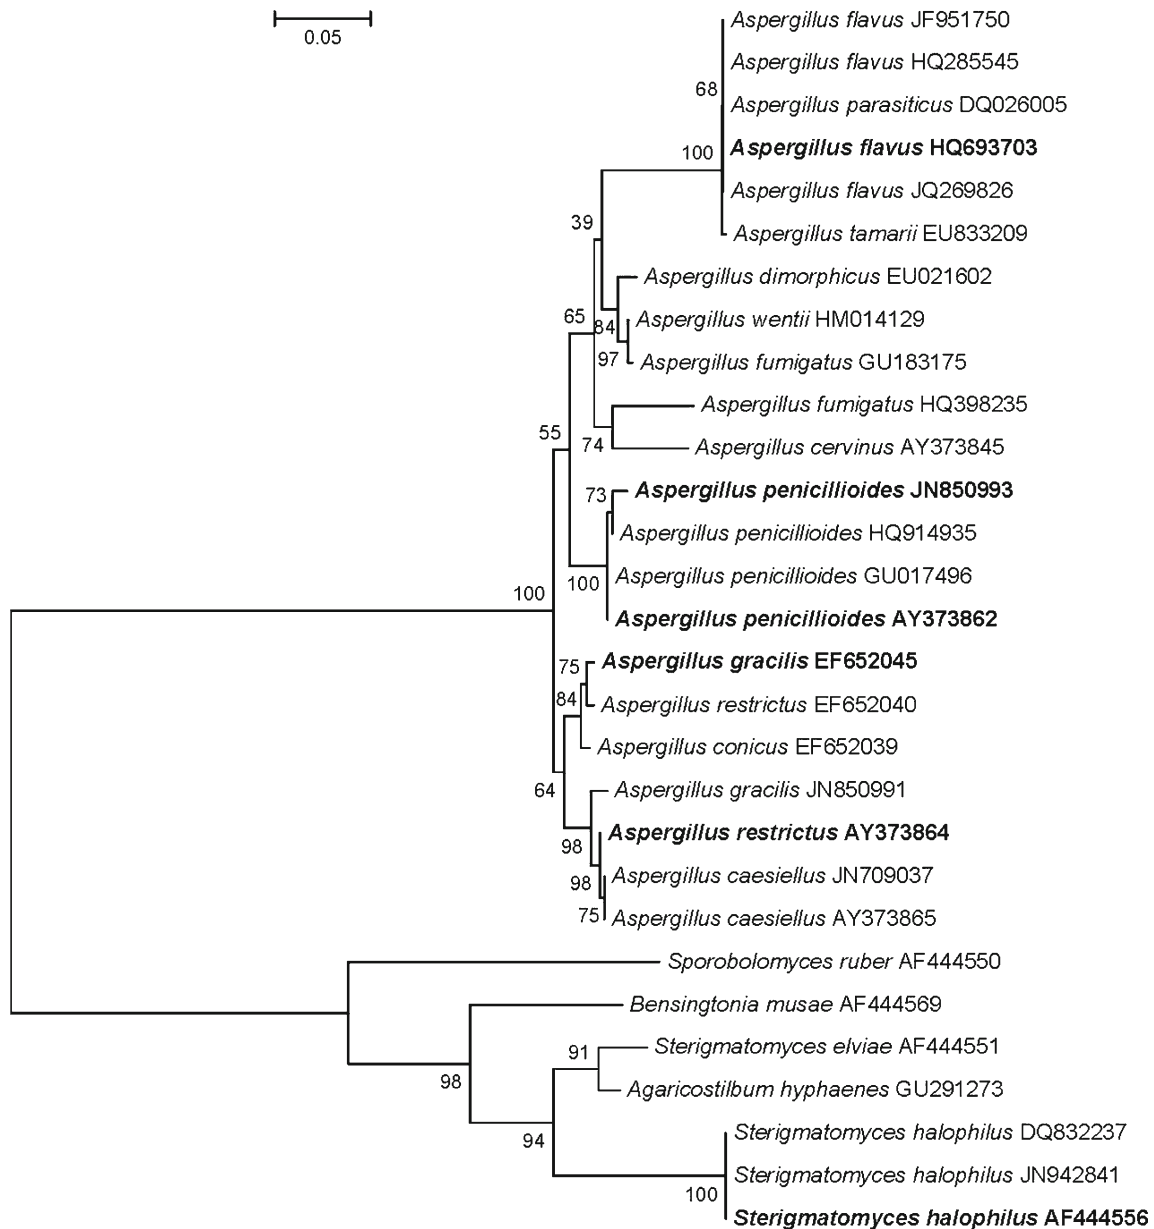 Aspergillus flavus JF951750
0.05
Aspergillus flavus HQ285545
68
Aspergillus parasiticus DQ026005
100
Aspergillus flavus HQ693703
Aspergillus flavus JQ269826
39
Aspergillus tamarii EU833209
Aspergillus dimorphicus EU021602
65
84
Aspergillus wentii HM014129
97
Aspergillus fumigatus GU183175
Aspergillus fumigatus HQ398235
55
74
Aspergillus cervinus AY373845
73
Aspergillus penicillioides JN850993
Aspergillus penicillioides HQ914935
100
Aspergillus penicillioides GU017496
100
Aspergillus penicillioides AY373862
75
Aspergillus gracilis EF652045
84
Aspergillus restrictus EF652040
Aspergillus conicus EF652039
64
Aspergillus gracilis JN850991
Aspergillus restrictus AY373864
98
98
Aspergillus caesiellus JN709037
75
Aspergillus caesiellus AY373865
Sporobolomyces ruber AF444550
Bensingtonia musae AF444569
91
Sterigmatomyces elviae AF444551
98
Agaricostilbum hyphaenes GU291273
94
Sterigmatomyces halophilus DQ832237
Sterigmatomyces halophilus JN942841
100
Sterigmatomyces halophilus AF444556